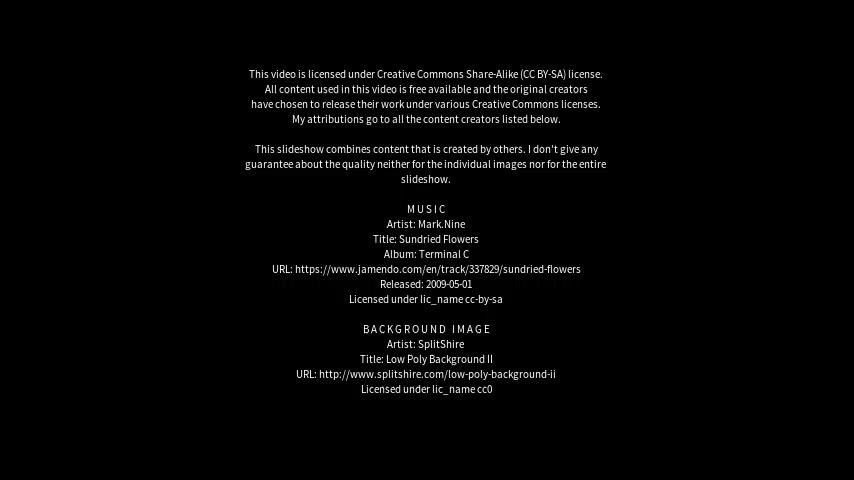 This video is licensed under Creative Commons Share-Alike (CC BY-SA) license.
All content used in this video is free available and the original creators
have chosen to release their work under various Creative Commons licenses.
My attributions go to all the content creators listed below.
This slideshow combines content that is created by others. I don't give any
guarantee about the quality neither for the individual images nor for the entire
slideshow.
MUSIC
Artist: Mark.Nine
Title: Sundried Flowers
Album: Terminal C
URL: https://www.jamendo.com/en/track/337829/sundried-flowers
Released: 2009-05-01
Licensed under lic_name cc-by-sa
BACKGROUND IMAGE
Artist: SplitShire
Title: Low Poly Background II
URL: http://www.splitshire.com/low-poly-background-ii
Licensed under lic_name cc0